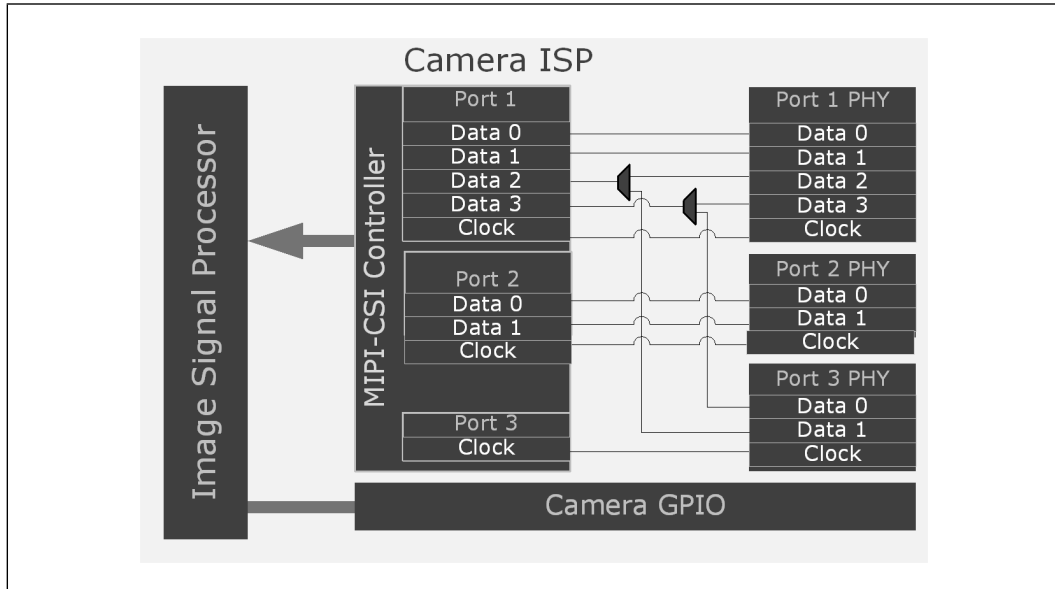 Camera ISP
Image Signal Processor
MIPI-CSI Controller
Port 1
Data 0
Data 1
Data 2
Data 3
Clock
Port 2
Data 0
Data 1
Clock
Port 3
Clock
Port 1 PHY
Data 0
Data 1
Data 2
Data 3
Clock
Port 2 PHY
Data 0
Data 1
Clock
Port 3 PHY
Data 0
Data 1
Clock
Camera GPIO